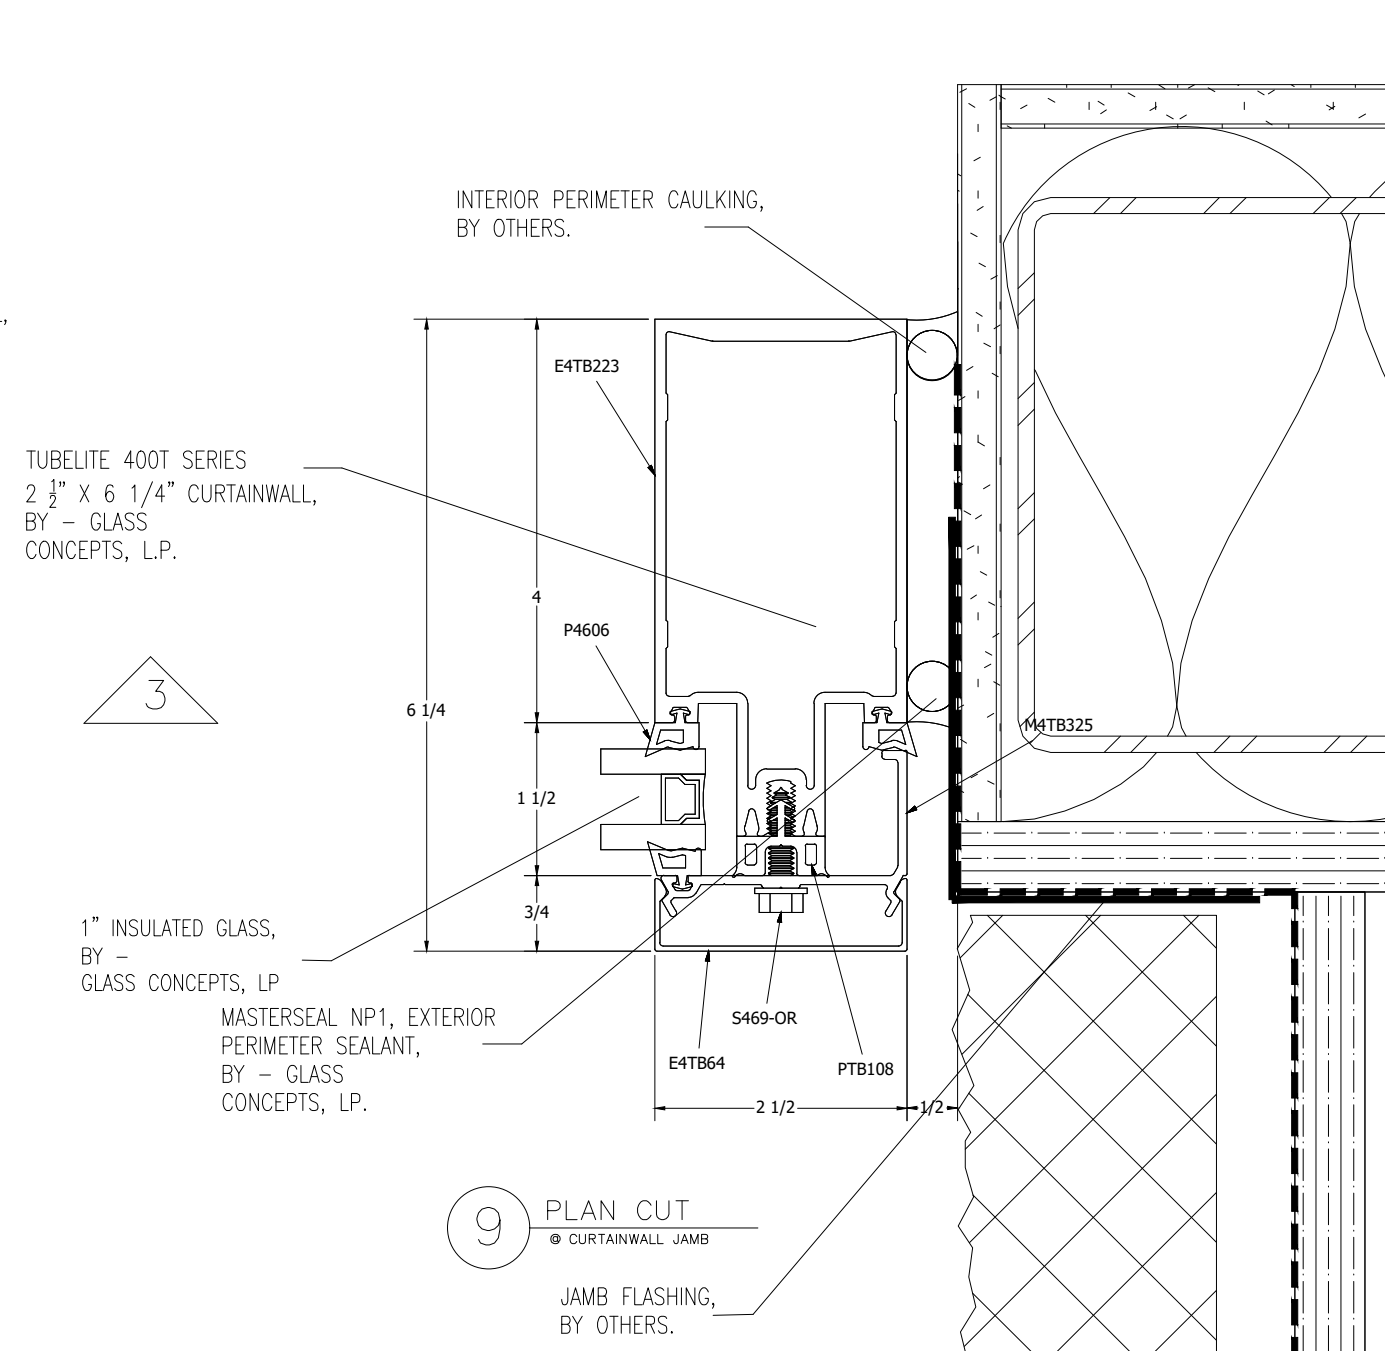 INTERIOR PERIMETER CAULKING,
BY OTHERS.
E4TB223
TUBELITE 400T SERIES
2 ½" X 6 1/4" CURTAINWALL,
BY – GLASS
CONCEPTS, L.P.
4
P4606
3
6 1/4
M4TB325
1 1/2
3/4
1" INSULATED GLASS,
BY –
GLASS CONCEPTS, LP
MASTERSEAL NP1, EXTERIOR
PERIMETER SEALANT,
BY – GLASS
CONCEPTS, LP.
S469-OR
E4TB64
PTB108
2 1/2
1/2
9
PLAN CUT
@ CURTAINWALL JAMB
JAMB FLASHING,
BY OTHERS.